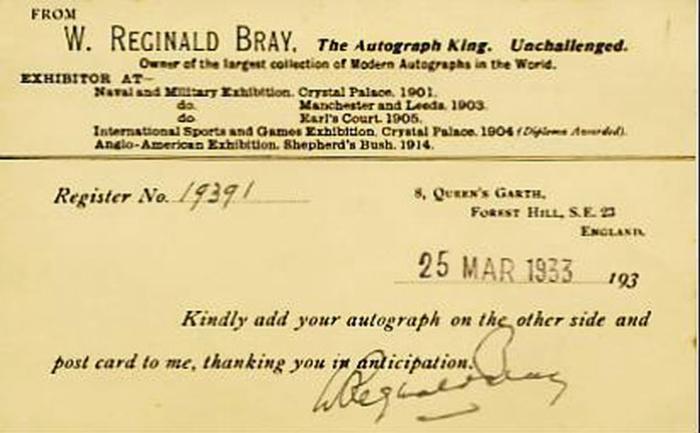 FROM
W. REGINALD BRAY, The Autograph King. Unchallenged.
Owner of the largest collection of Modern Autographs in the World.
EXHIBITOR AT—
Naval and Military Exhibition, Crystal Palace, 1901.
do. Manchester and Leeds, 1903.
do. Earl's Court, 1905.
International Sports and Games Exhibition, Crystal Palace, 1904 (Diploma Awarded).
Anglo-American Exhibition, Shepherd's Bush, 1914.
Register No. 19391
8, QUEEN'S GARTH,
FOREST HILL, S.E. 23
ENGLAND.
25 MAR 1933 193
Kindly add your autograph on the other side and
post card to me, thanking you in anticipation.
W Reginald Bray